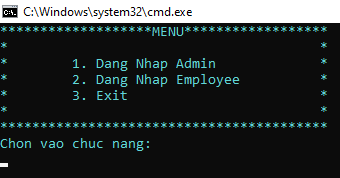 C:\Windows\system32\cmd.exe
********************MENU*******************
* *
* 1. Dang Nhap Admin *
* 2. Dang Nhap Employee *
* 3. Exit *
* *
*******************************************
Chon vao chuc nang: